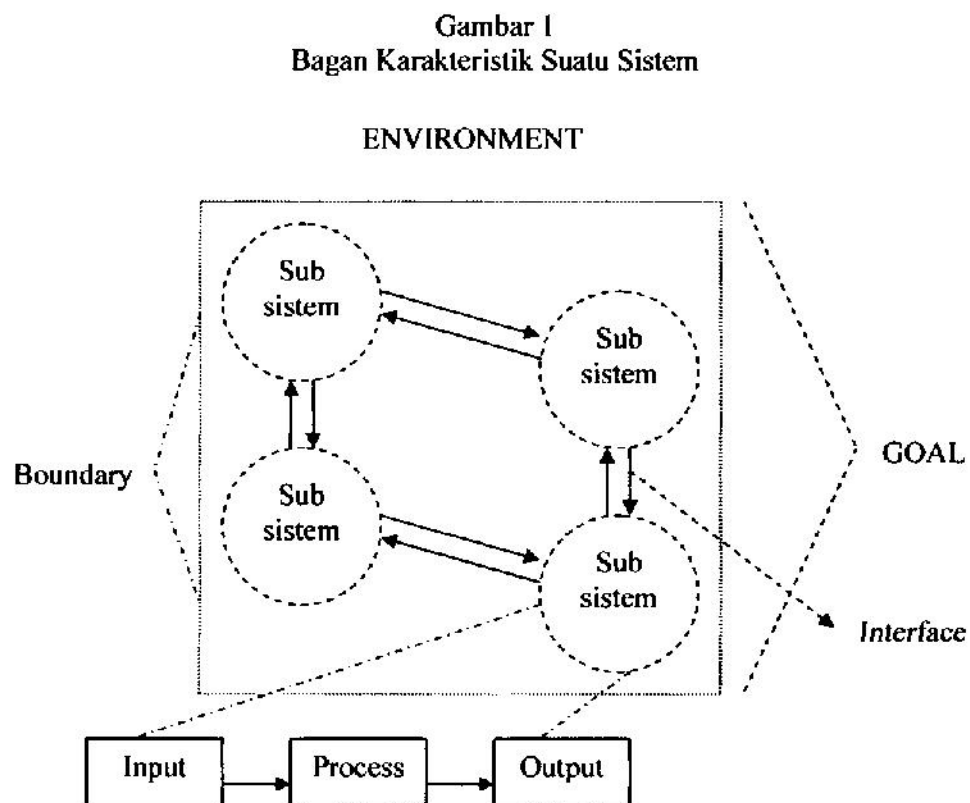 Gambar 1
Bagan Karakteristik Suatu Sistem
ENVIRONMENT
Sub
sistem
Sub
sistem
Boundary
GOAL
Sub
sistem
Sub
sistem
Interface
Input
Process
Output